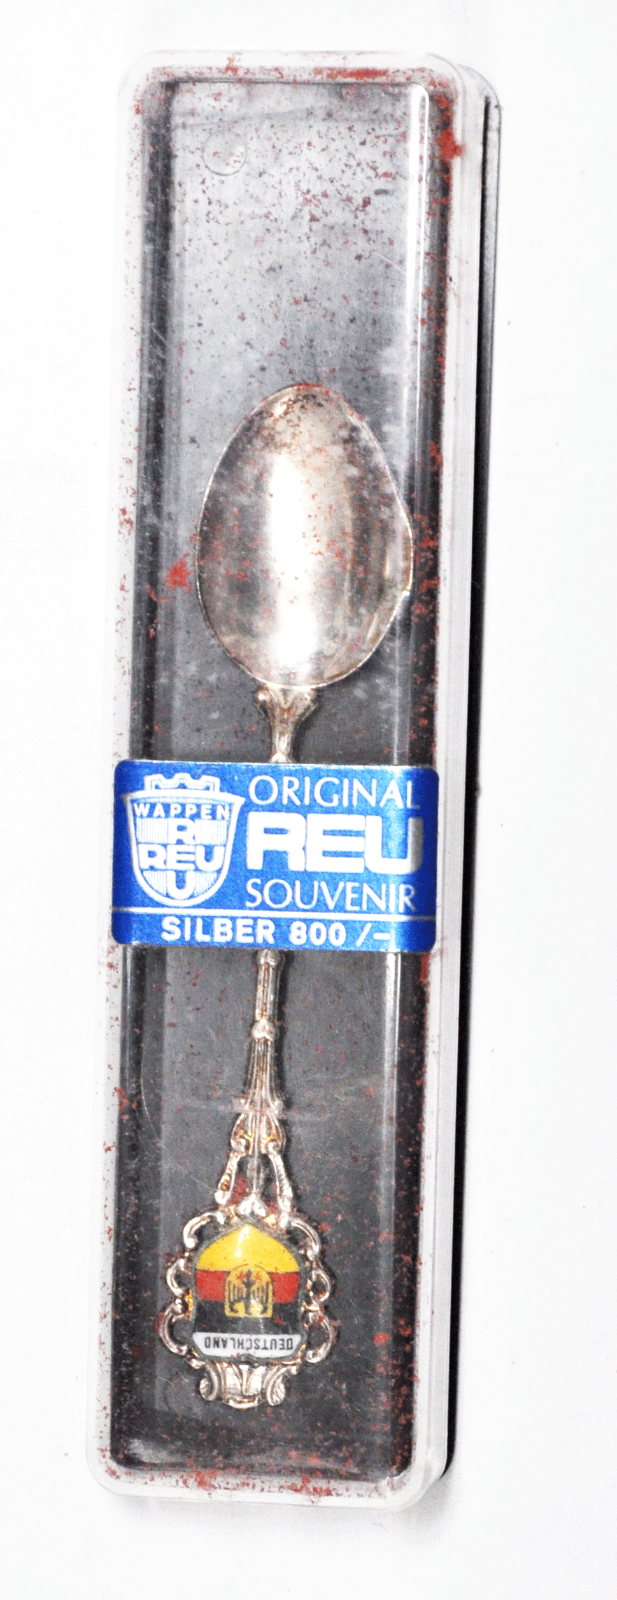 WAPPEN
R
REU
U
ORIGINAL
REU
SOUVENIR
SILBER 800 /-
DEUTSCHLAND